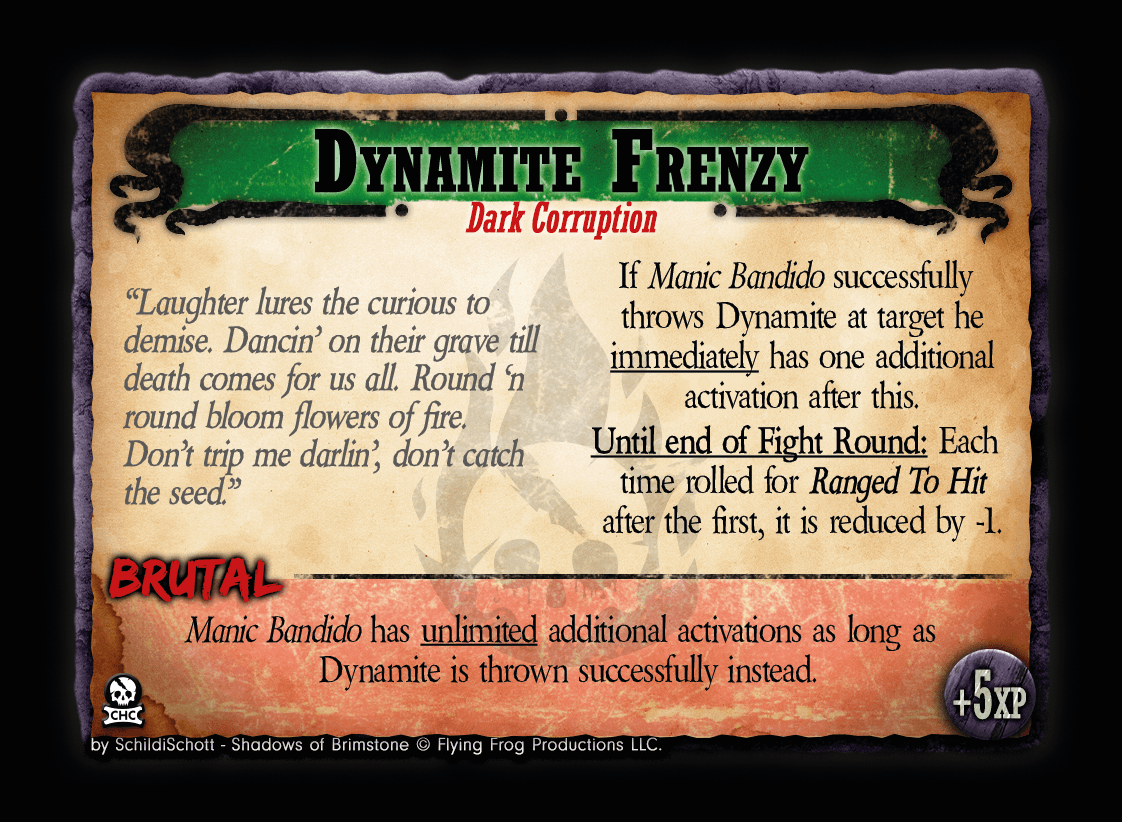 Dynamite Frenzy
Dark Corruption
“Laughter lures the curious to
demise. Dancin’ on their grave till
death comes for us all. Round ‘n
round bloom flowers of fire.
Don’t trip me darlin’, don’t catch
the seed.”
If Manic Bandido successfully
throws Dynamite at target he
immediately has one additional
activation after this.
Until end of Fight Round: Each
time rolled for Ranged To Hit
after the first, it is reduced by -1.
BRUTAL
Manic Bandido has unlimited additional activations as long as
Dynamite is thrown successfully instead.
CHC
+5XP
by SchildiSchott - Shadows of Brimstone © Flying Frog Productions LLC.